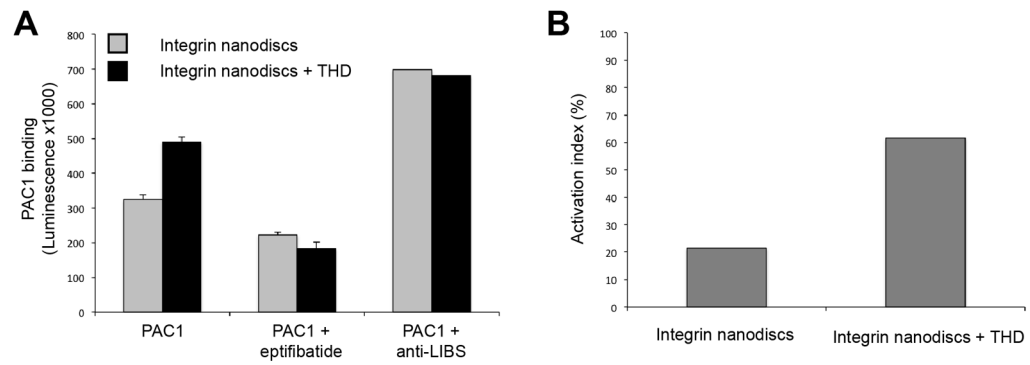 A
PAC1 binding
(Luminescence x1000)
800
700
600
500
400
300
200
100
0
Integrin nanodiscs
Integrin nanodiscs + THD
PAC1
PAC1 +
eptifibatide
PAC1 +
anti-LIBS
B
Activation index (%)
100
90
80
70
60
50
40
30
20
10
0
Integrin nanodiscs
Integrin nanodiscs + THD